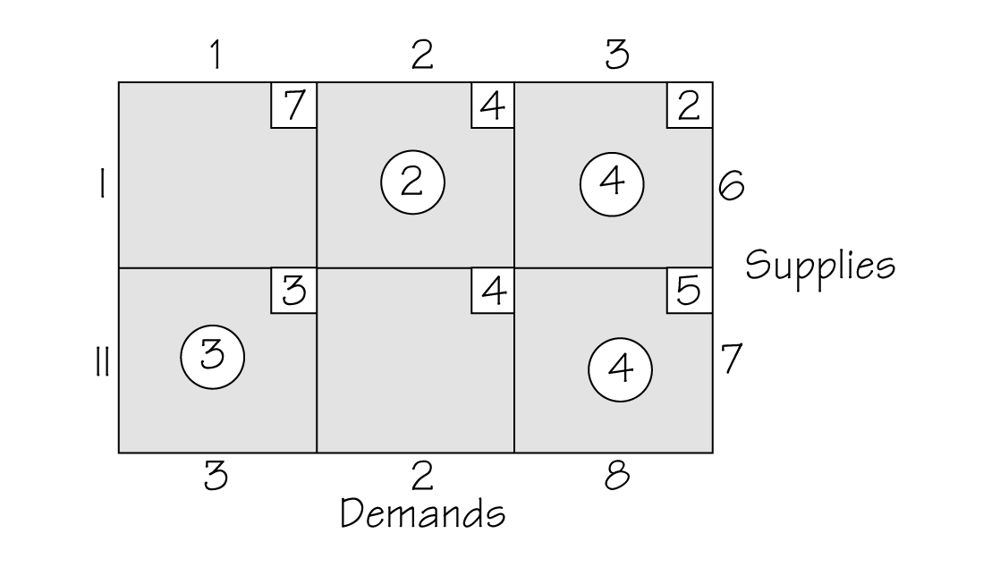 1 2 3
7 4 2
I 2 4 6
Supplies
3 4 5
II 3 4 7
3 2 8
Demands